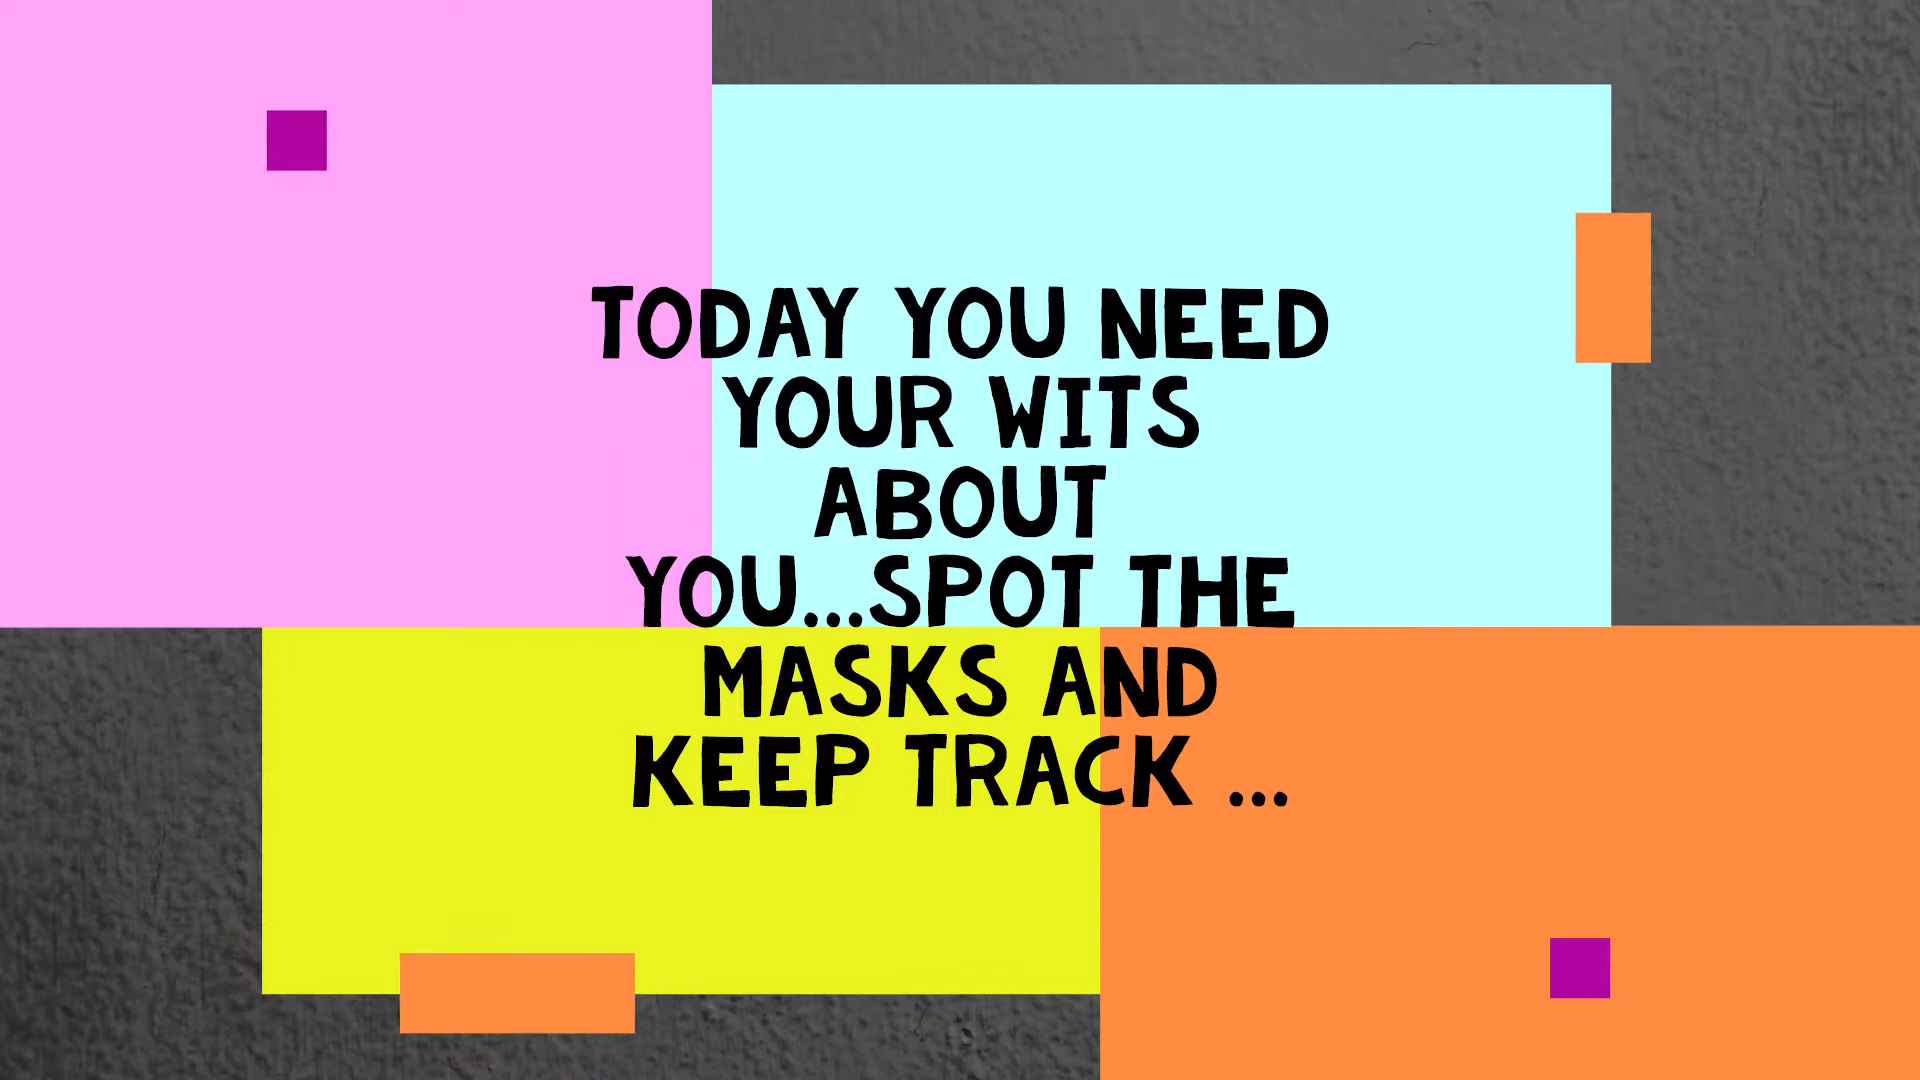 TODAY YOU NEED
YOUR WITS
ABOUT
YOU...SPOT THE
MASKS AND
KEEP TRACK ...